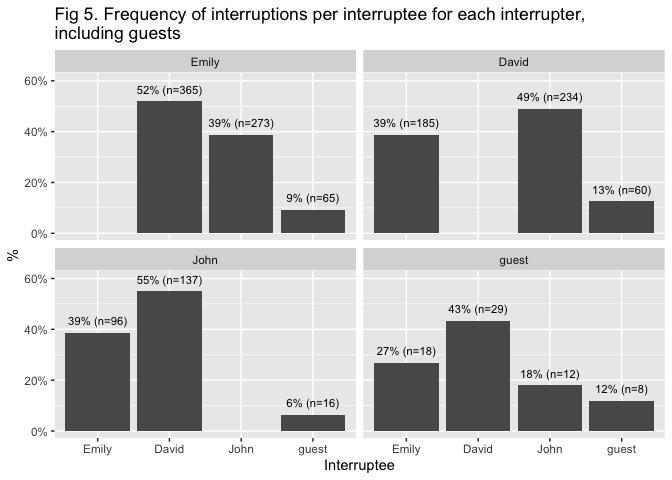 Fig 5. Frequency of interruptions per interruptee for each interrupter,
including guests
Emily
David
60%
40%
20%
0%
52% (n=365)
39% (n=273)
9% (n=65)
39% (n=185)
49% (n=234)
13% (n=60)
%
John
guest
60%
40%
20%
0%
39% (n=96)
55% (n=137)
6% (n=16)
27% (n=18)
43% (n=29)
18% (n=12)
12% (n=8)
Emily David John guest
Emily David John guest
Interruptee